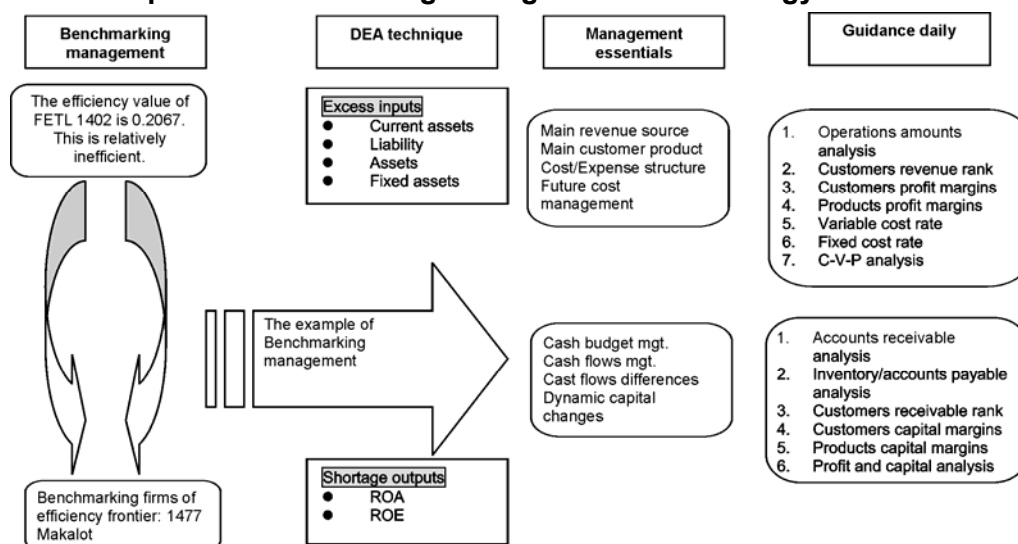 Benchmarking
management
DEA technique
Management
essentials
Guidance daily
The efficiency value of
FETL 1402 is 0.2067.
This is relatively
inefficient.
Excess inputs
● Current assets
● Liability
● Assets
● Fixed assets
Main revenue source
Main customer product
Cost/Expense structure
Future cost
management
1. Operations amounts
analysis
2. Customers revenue rank
3. Customers profit margins
4. Products profit margins
5. Variable cost rate
6. Fixed cost rate
7. C-V-P analysis
The example of
Benchmarking
management
Cash budget mgt.
Cash flows mgt.
Cast flows differences
Dynamic capital
changes
1. Accounts receivable
analysis
2. Inventory/accounts payable
analysis
3. Customers receivable rank
4. Customers capital margins
5. Products capital margins
6. Profit and capital analysis
Benchmarking firms of
efficiency frontier: 1477
Makalot
Shortage outputs
● ROA
● ROE